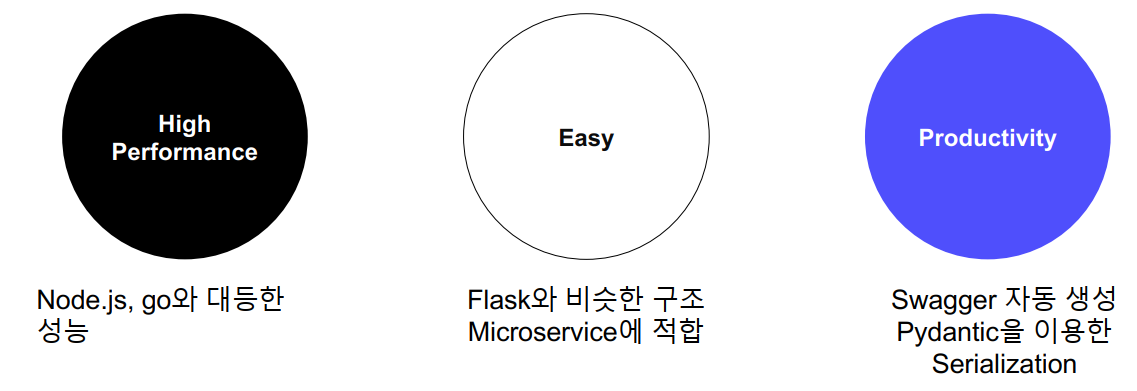 High
Performance
Easy
Productivity
Node.js, go와 대등한
성능
Flask와 비슷한 구조
Microservice에 적합
Swagger 자동 생성
Pydantic을 이용한
Serialization